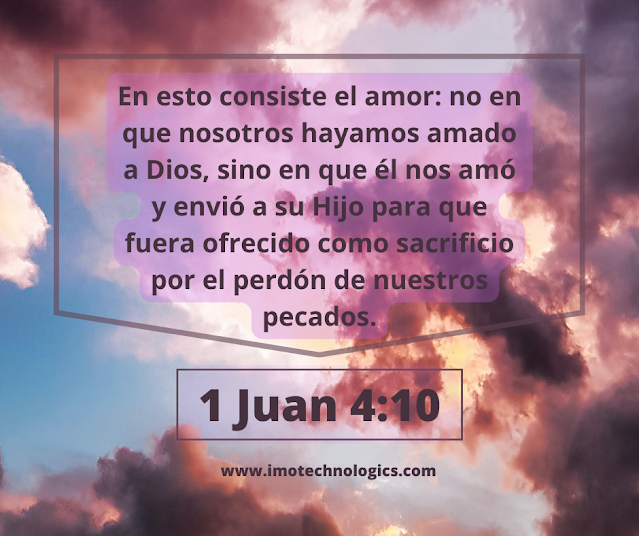 En esto consiste el amor: no en
que nosotros hayamos amado
a Dios, sino en que él nos amó
y envió a su Hijo para que
fuera ofrecido como sacrificio
por el perdón de nuestros
pecados.
1 Juan 4:10
www.imotechnologics.com